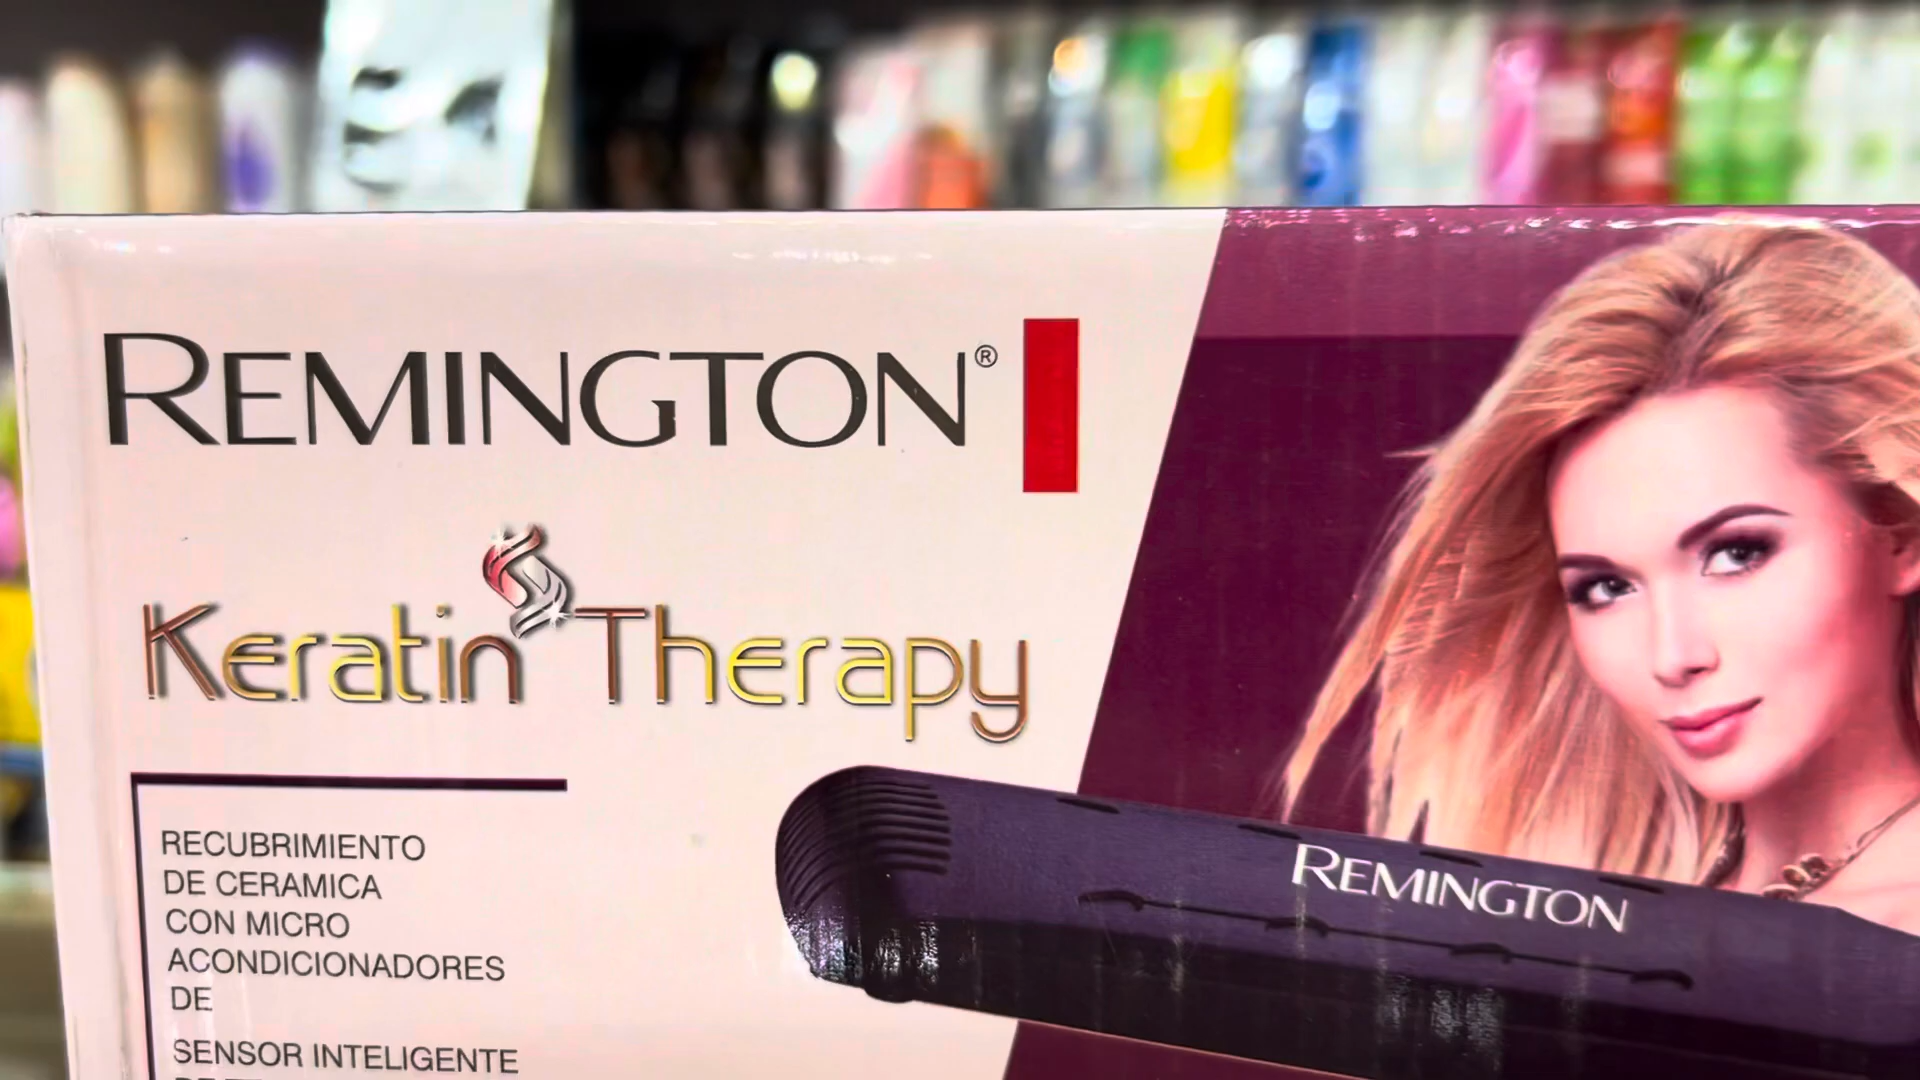 REMINGTON®
Keratin Therapy
RECUBRIMIENTO
DE CERAMICA
CON MICRO
ACONDICIONADORES
DE
SENSOR INTELIGENTE
REMINGTON